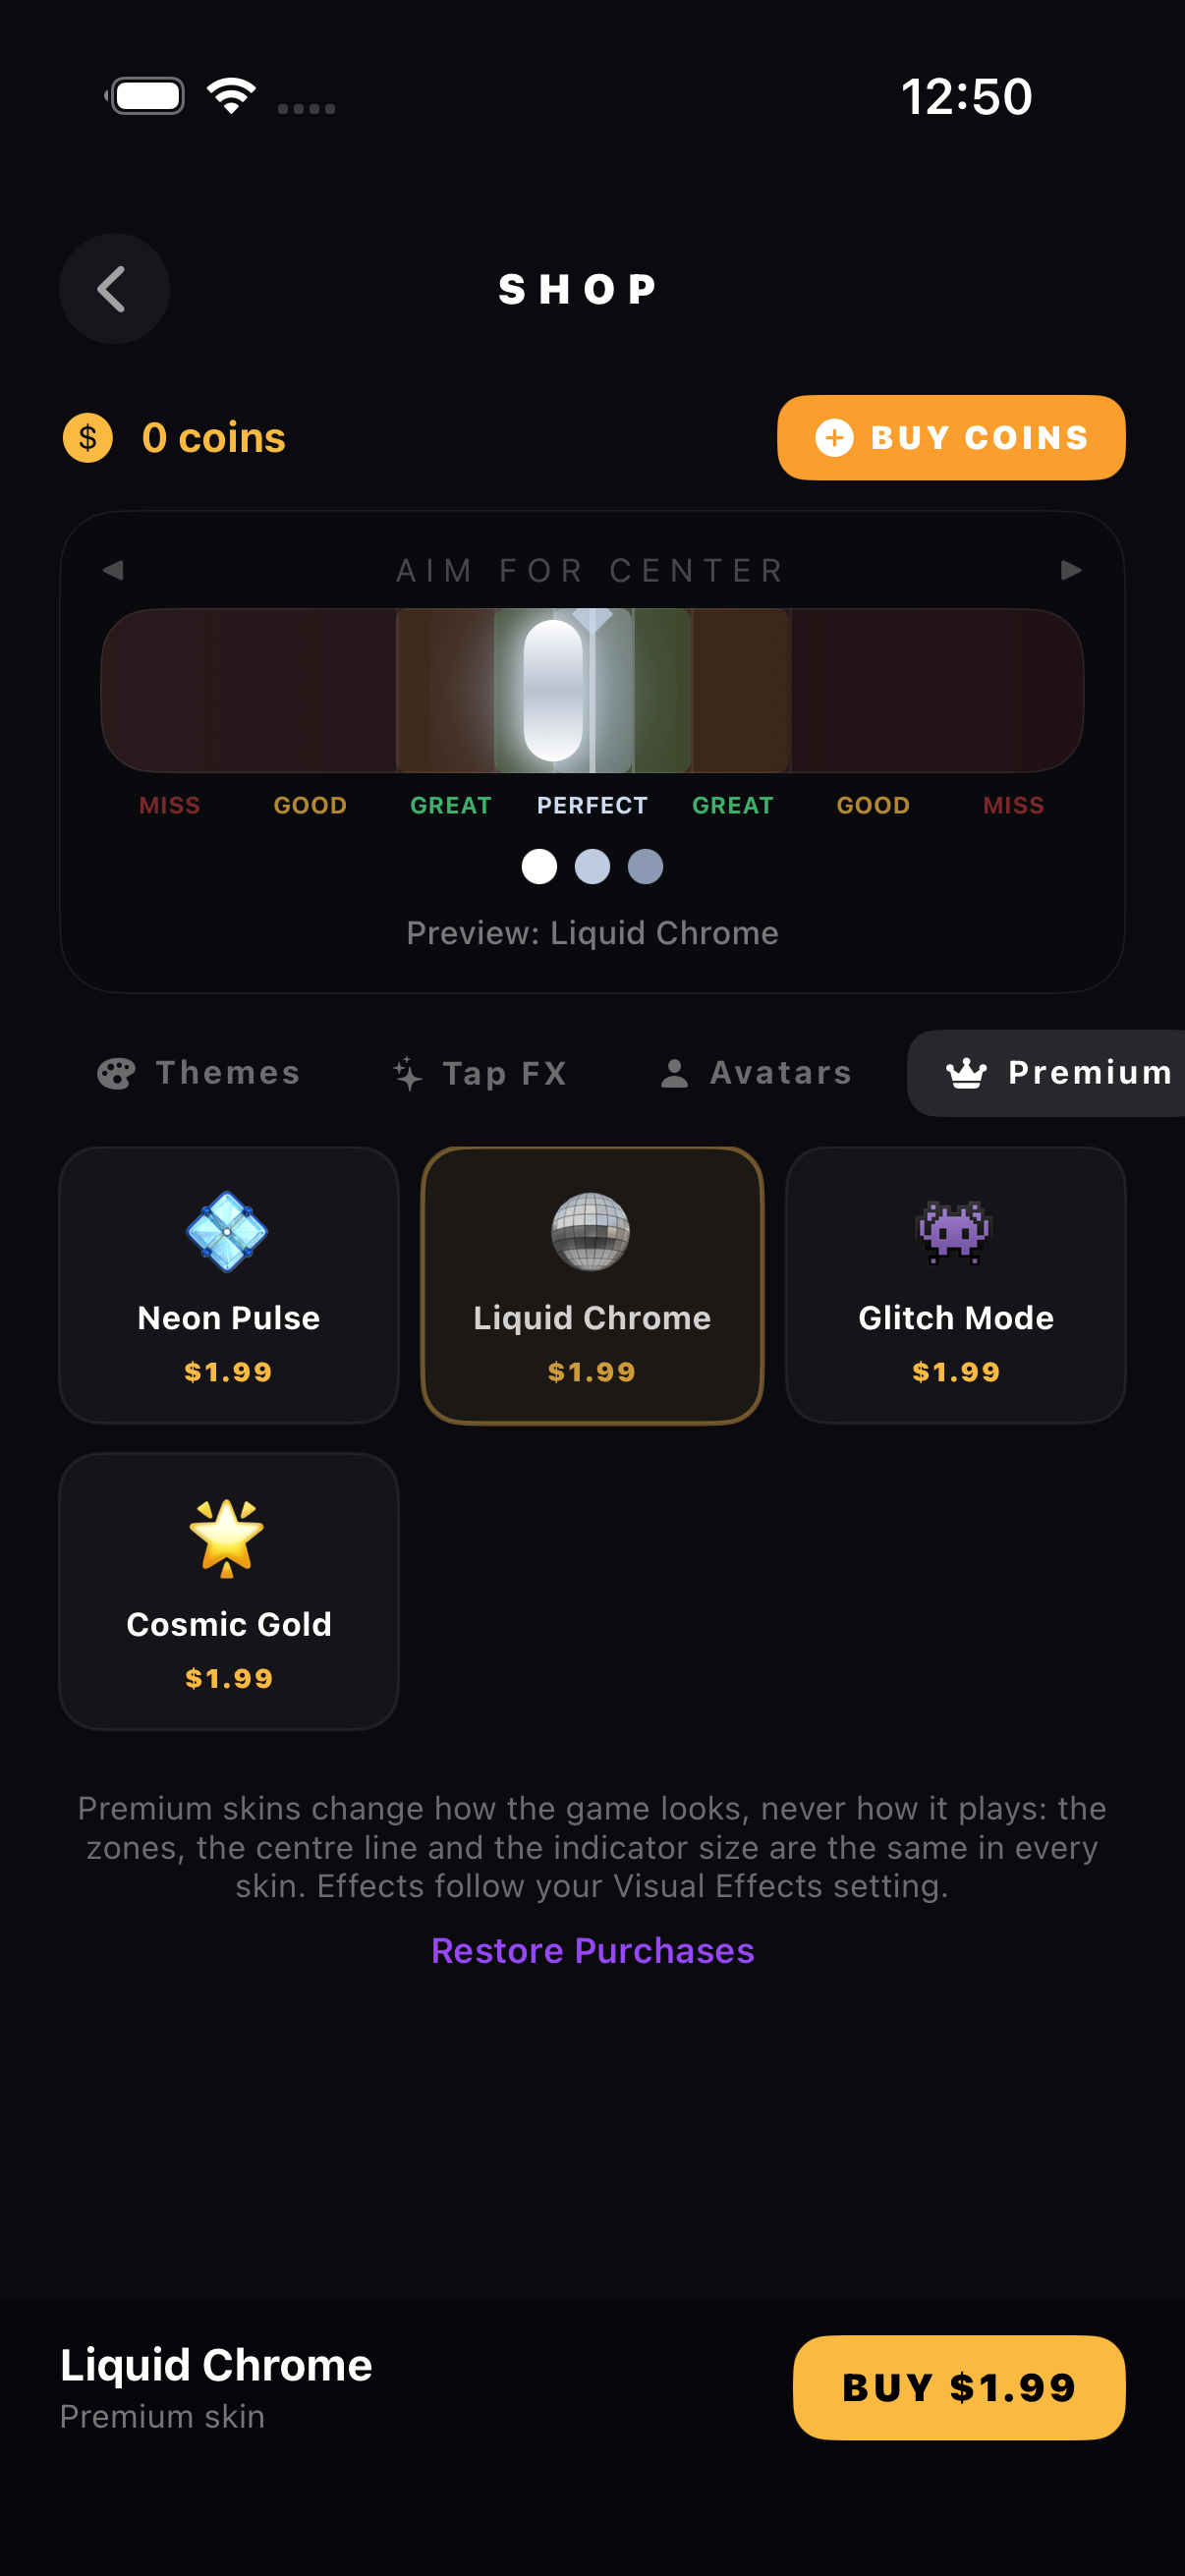 12:50
SHOP
$ 0 coins
BUY COINS
AIM FOR CENTER
MISS GOOD GREAT PERFECT GREAT GOOD MISS
Preview: Liquid Chrome
Themes Tap FX Avatars Premium
Neon Pulse
$1.99
Liquid Chrome
$1.99
Glitch Mode
$1.99
Cosmic Gold
$1.99
Premium skins change how the game looks, never how it plays: the
zones, the centre line and the indicator size are the same in every
skin. Effects follow your Visual Effects setting.
Restore Purchases
Liquid Chrome
Premium skin
BUY $1.99